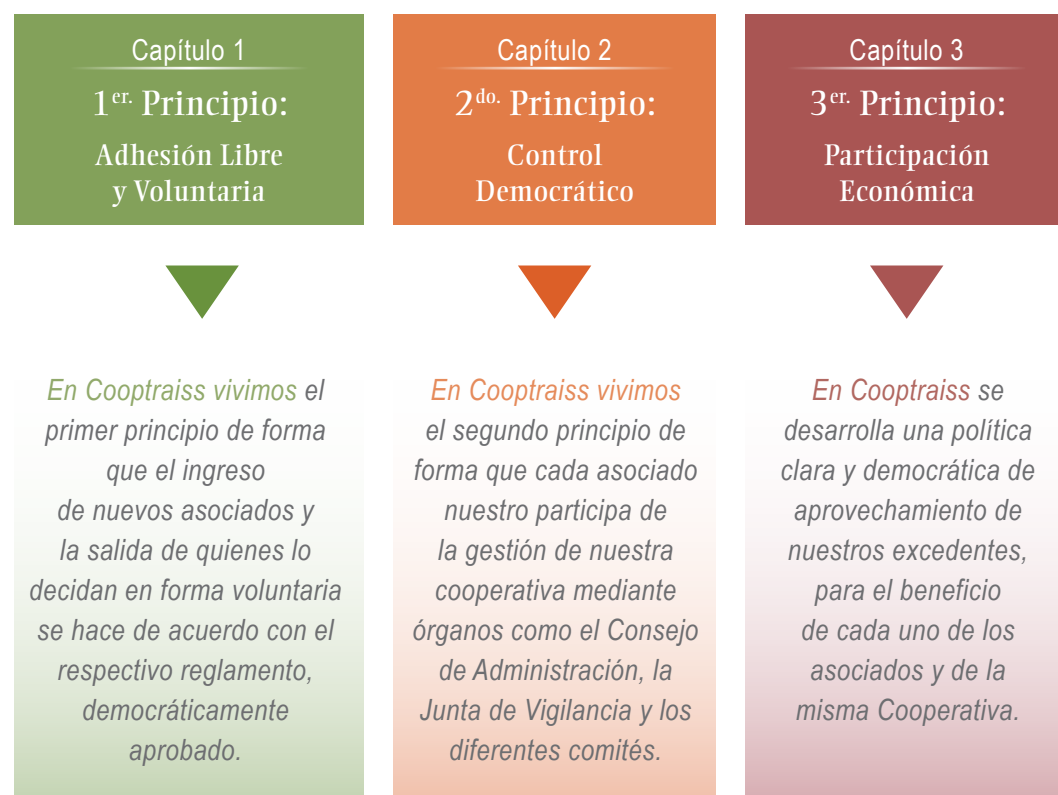 Capítulo 1
1er. Principio:
Adhesión Libre
y Voluntaria
En Cooptraiss vivimos el
primer principio de forma
que el ingreso
de nuevos asociados y
la salida de quienes lo
decidan en forma voluntaria
se hace de acuerdo con el
respectivo reglamento,
democráticamente
aprobado.
Capítulo 2
2do. Principio:
Control
Democrático
En Cooptraiss vivimos
el segundo principio de
forma que cada asociado
nuestro participa de
la gestión de nuestra
cooperativa mediante
órganos como el Consejo
de Administración, la
Junta de Vigilancia y los
diferentes comités.
Capítulo 3
3er. Principio:
Participación
Económica
En Cooptraiss se
desarrolla una política
clara y democrática de
aprovechamiento de
nuestros excedentes,
para el beneficio
de cada uno de los
asociados y de la
misma Cooperativa.